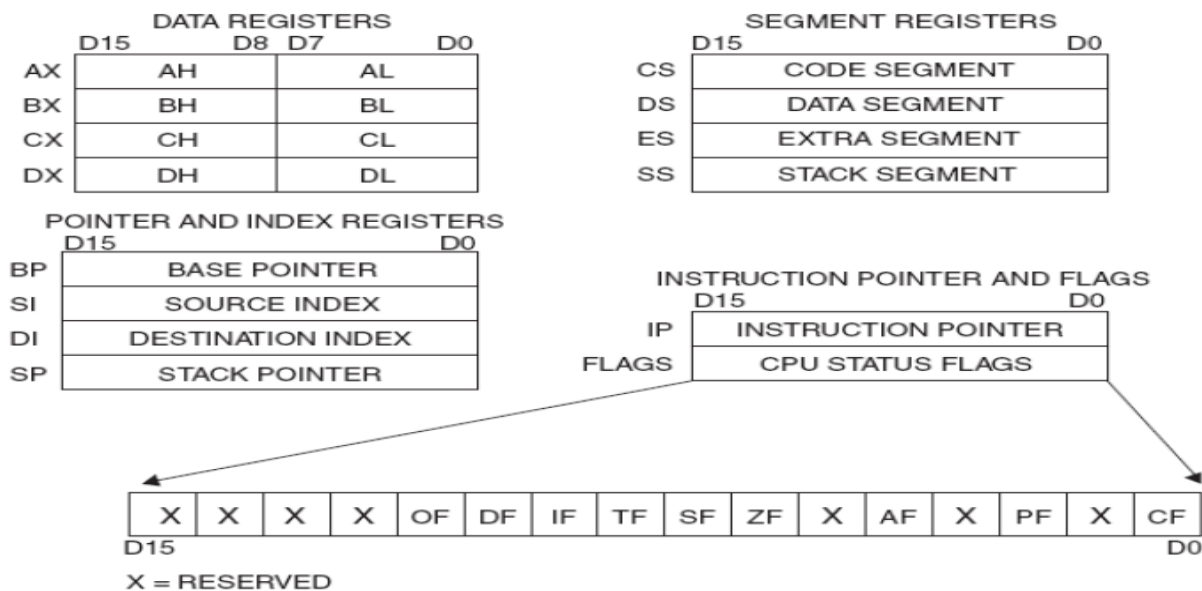 DATA REGISTERS
D15 D8 D7 D0
AX AH AL
BX BH BL
CX CH CL
DX DH DL
SEGMENT REGISTERS
D15 D0
CS CODE SEGMENT
DS DATA SEGMENT
ES EXTRA SEGMENT
SS STACK SEGMENT
POINTER AND INDEX REGISTERS
D15 D0
BP BASE POINTER
SI SOURCE INDEX
DI DESTINATION INDEX
SP STACK POINTER
INSTRUCTION POINTER AND FLAGS
D15 D0
IP INSTRUCTION POINTER
FLAGS CPU STATUS FLAGS
X X X X OF DF IF TF SF ZF X AF X PF X CF
D15 D0
X = RESERVED